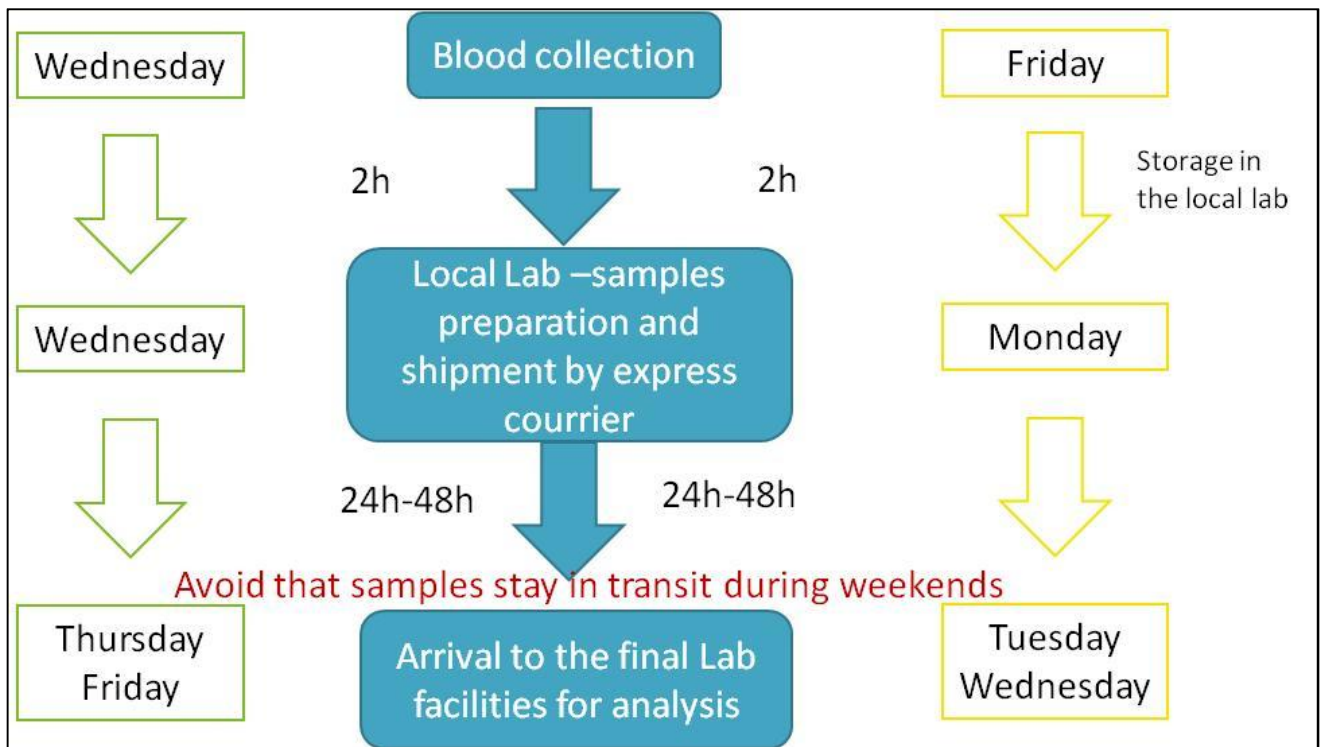 Wednesday
Blood collection
Friday
2h
2h
Storage in
the local lab
Wednesday
Local Lab –samples
preparation and
shipment by express
courrier
Monday
24h-48h
24h-48h
Avoid that samples stay in transit during weekends
Thursday
Friday
Arrival to the final Lab
facilities for analysis
Tuesday
Wednesday